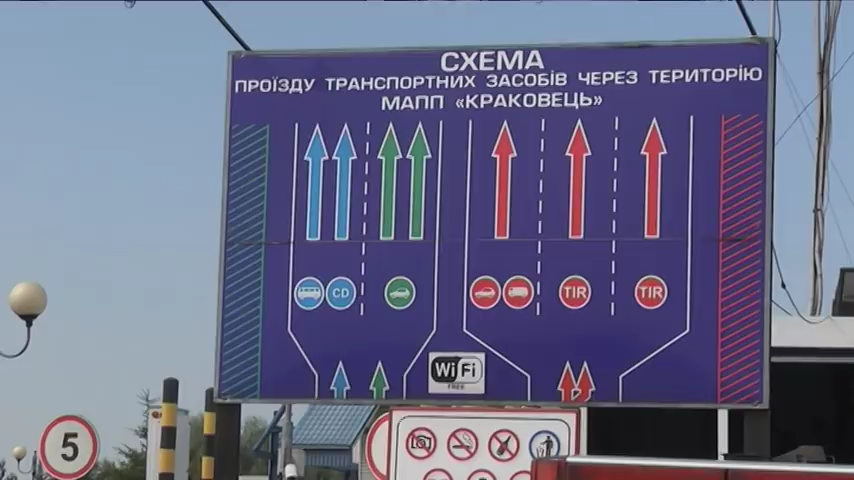 СХЕМА
ПРОЇЗДУ ТРАНСПОРТНИХ ЗАСОБІВ ЧЕРЕЗ ТЕРИТОРІЮ
МАПП «КРАКОВЕЦЬ»
CD
TIR
TIR
WiFi
FREE
5